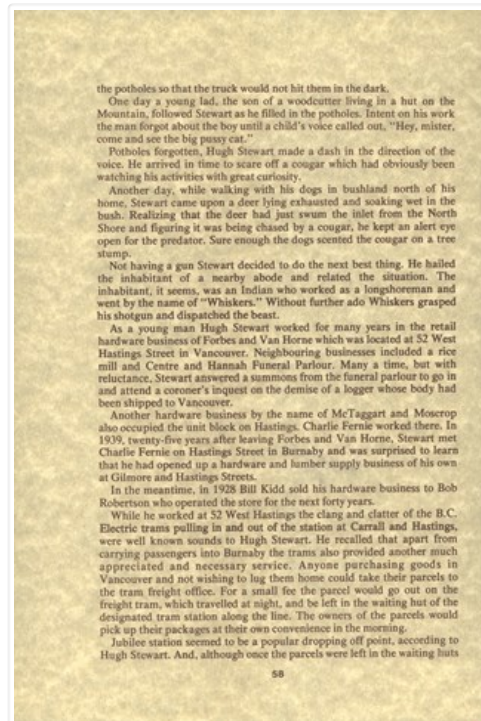 the potholes so that the truck would not hit them in the dark.
One day a young lad, the son of a woodcutter living in a hut on the
Mountain, followed Stewart as he filled in the potholes. Intent on his work
the man forgot about the boy until a child's voice called out, "Hey, mister,
come and see the big pussy cat."
Potholes forgotten, Hugh Stewart made a dash in the direction of the
voice. He arrived in time to scare off a cougar which had obviously been
watching his activities with great curiosity.
Another day, while walking with his dogs in bushland north of his
home, Stewart came upon a deer lying exhausted and soaking wet in the
bush. Realizing that the deer had just swum the inlet from the North
Shore and figuring it was being chased by a cougar, he kept an alert eye
open for the predator. Sure enough the dogs scented the cougar on a tree
stump.
Not having a gun Stewart decided to do the next best thing. He hailed
the inhabitant of a nearby abode and related the situation. The
inhabitant, it seems, was an Indian who worked as a longshoreman and
went by the name of "Whiskers." Without further ado Whiskers grasped
his shotgun and dispatched the beast.
As a young man Hugh Stewart worked for many years in the retail
hardware business of Forbes and Van Horne which was located at 52 West
Hastings Street in Vancouver. Neighbouring businesses included a rice
mill and Centre and Hannah Funeral Parlour. Many a time, but with
reluctance, Stewart answered a summons from the funeral parlour to go in
and attend a coroner's inquest on the demise of a logger whose body had
been shipped to Vancouver.
Another hardware business by the name of McTaggart and Moscrop
also occupied the unit block on Hastings. Charlie Fernie worked there. In
1939, twenty-five years after leaving Forbes and Van Horne, Stewart met
Charlie Fernie on Hastings Street in Burnaby and was surprised to learn
that he had opened up a hardware and lumber supply business of his own
at Gilmore and Hastings Streets.
In the meantime, in 1928 Bill Kidd sold his hardware business to Bob
Robertson who operated the store for the next forty years.
While he worked at 52 West Hastings the clang and clatter of the B.C.
Electric trams pulling in and out of the station at Carrall and Hastings,
were well known sounds to Hugh Stewart. He recalled that apart from
carrying passengers into Burnaby the trams also provided another much
appreciated and necessary service. Anyone purchasing goods in
Vancouver and not wishing to lug them home could take their parcels to
the tram freight office. For a small fee the parcel would go out on the
freight tram, which travelled at night, and be left in the waiting hut of the
designated tram station along the line. The owners of the parcels would
pick up their packages at their own convenience in the morning.
Jubilee station seemed to be a popular dropping off point, according to
Hugh Stewart. And, although once the parcels were left in the waiting huts
58